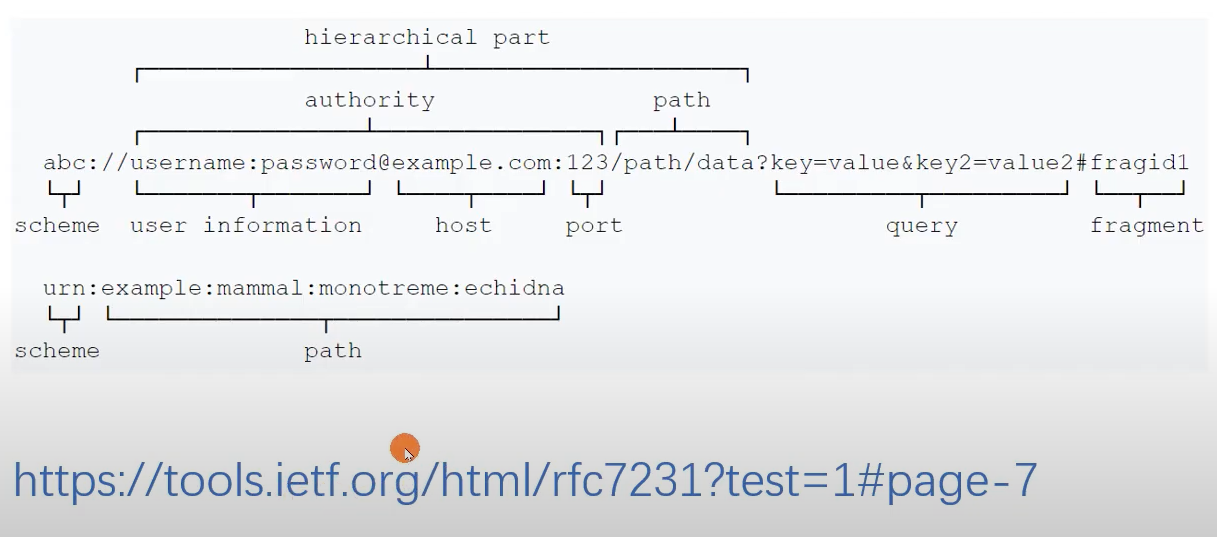 hierarchical part
authority path
abc://username:password@example.com:123/path/data?key=value&key2=value2#fragid1
scheme user information host port query fragment
urn:example:mammal:monotreme:echidna
scheme path
https://tools.ietf.org/html/rfc7231?test=1#page-7